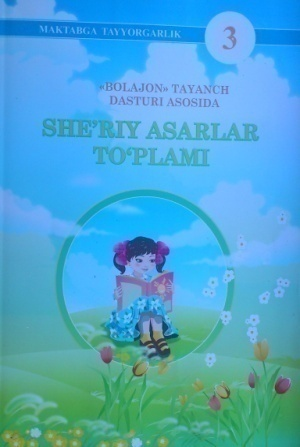 MAKTABGA TAYYORGARLIK
3
«BOLAJON» TAYANCH
DASTURI ASOSIDA
SHE'RIY ASARLAR
TO‘PLAMI